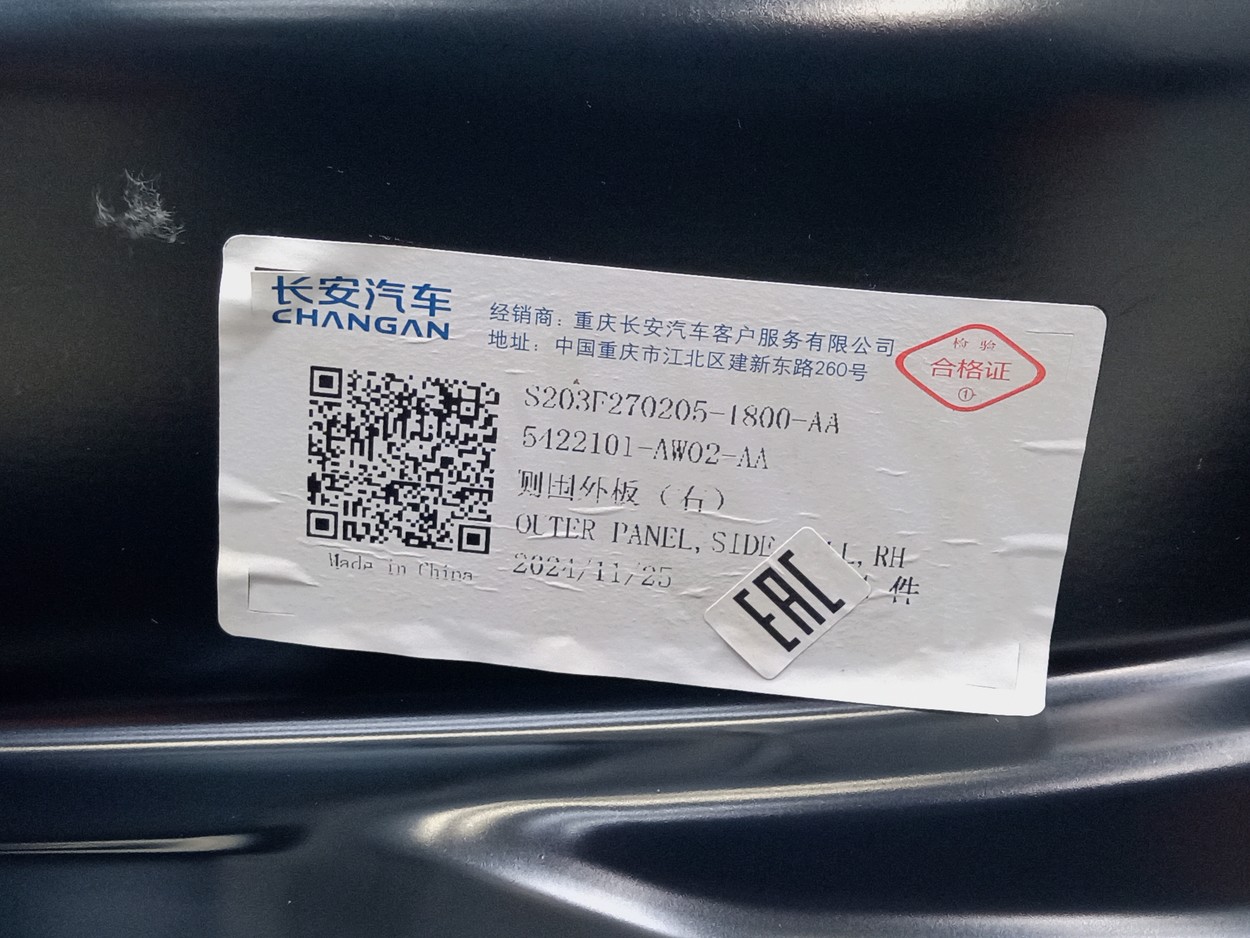 长安汽车
CHANGAN
经销商：重庆长安汽车客户服务有限公司
地址：中国重庆市江北区建新东路260号
检验
合格证
①
S203F270205-1800-AA
5422101-AW02-AA
外板（右）
OUTER PANEL, SIDE RH
2024/11/25
件
Made in China
EAC